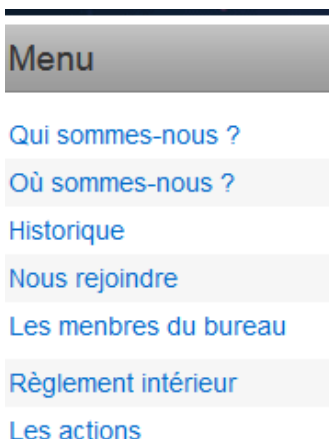 Menu
Qui sommes-nous ?
Où sommes-nous ?
Historique
Nous rejoindre
Les menbres du bureau
Règlement intérieur
Les actions